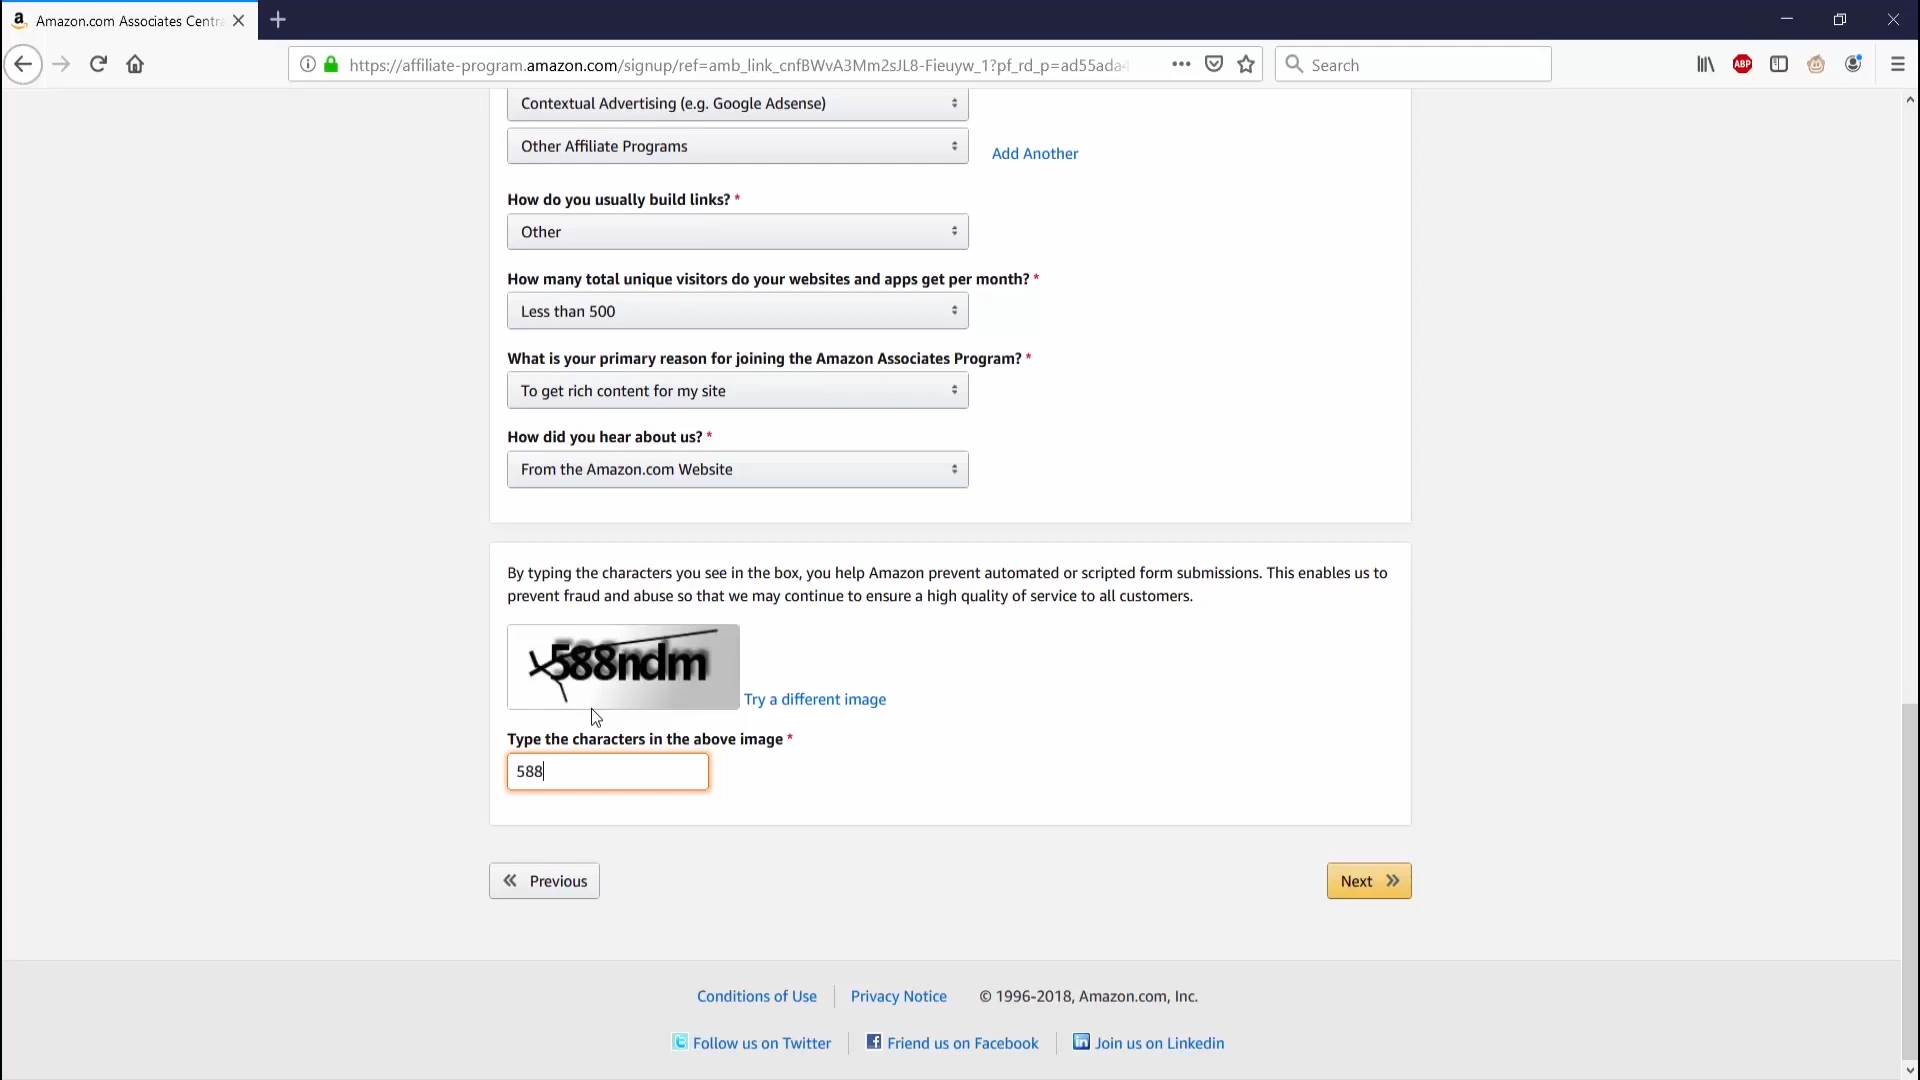 Amazon.com Associates Centra
https://affiliate-program.amazon.com/signup/ref=amb_link_cnfBWvA3Mm2sJL8-Fieuyw_1?pf_rd_p=ad55ada4
Search
ABP
Contextual Advertising (e.g. Google Adsense)
Other Affiliate Programs
Add Another
How do you usually build links? *
Other
How many total unique visitors do your websites and apps get per month? *
Less than 500
What is your primary reason for joining the Amazon Associates Program? *
To get rich content for my site
How did you hear about us? *
From the Amazon.com Website
By typing the characters you see in the box, you help Amazon prevent automated or scripted form submissions. This enables us to
prevent fraud and abuse so that we may continue to ensure a high quality of service to all customers.
x588ndm
Try a different image
Type the characters in the above image *
588
« Previous
Next »
Conditions of Use
Privacy Notice
© 1996-2018, Amazon.com, Inc.
Follow us on Twitter
Friend us on Facebook
Join us on Linkedin